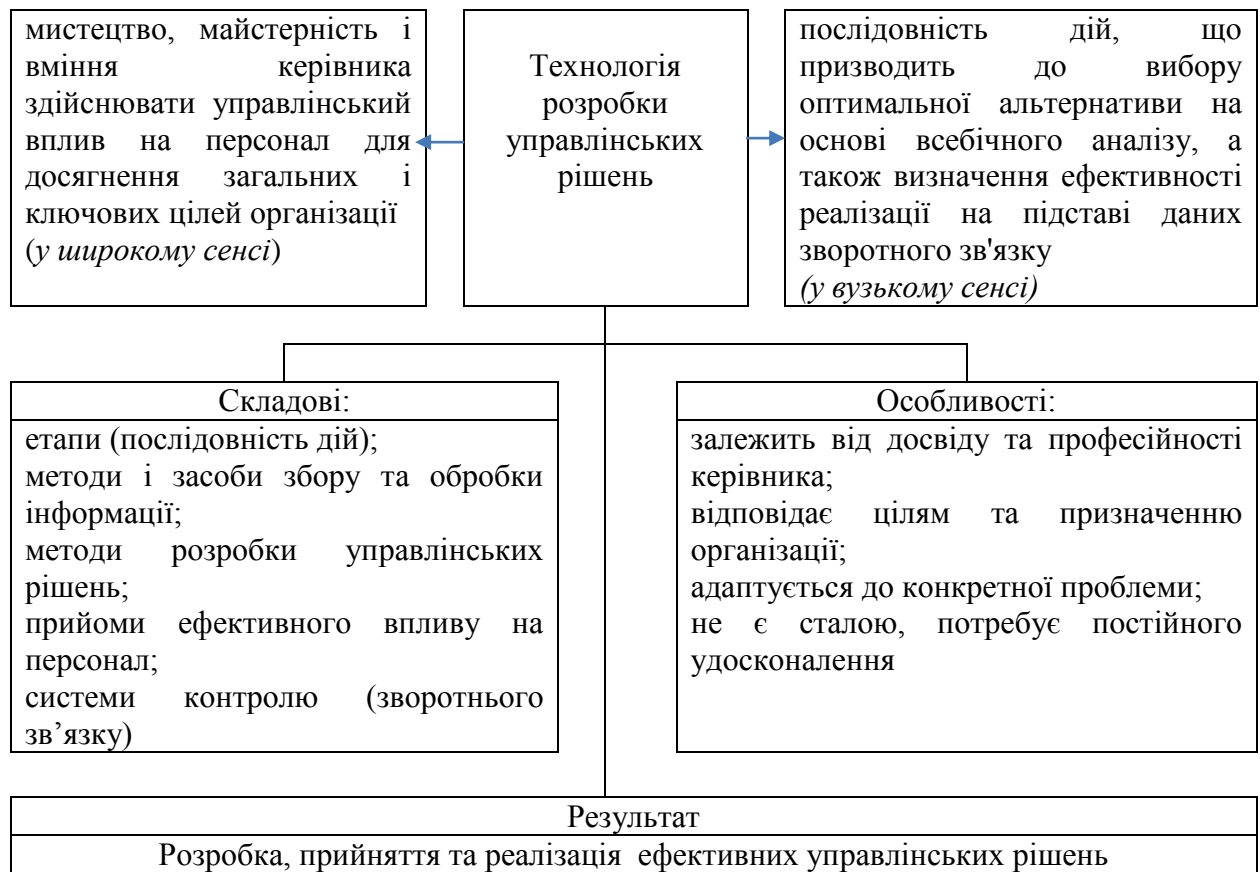 мистецтво, майстерність і
вміння керівника
здійснювати управлінський
вплив на персонал для
досягнення загальних і
ключових цілей організації
(у широкому сенсі)
Технологія
розробки
управлінських
рішень
послідовність дій, що
призводить до вибору
оптимальної альтернативи на
основі всебічного аналізу, а
також визначення ефективності
реалізації на підставі даних
зворотного зв'язку
(у вузькому сенсі)
Складові:
етапи (послідовність дій);
методи і засоби збору та обробки
інформації;
методи розробки управлінських
рішень;
прийоми ефективного впливу на
персонал;
системи контролю (зворотнього
зв’язку)
Особливості:
залежить від досвіду та професійності
керівника;
відповідає цілям та призначенню
організації;
адаптується до конкретної проблеми;
не є сталою, потребує постійного
удосконалення
Результат
Розробка, прийняття та реалізація ефективних управлінських рішень